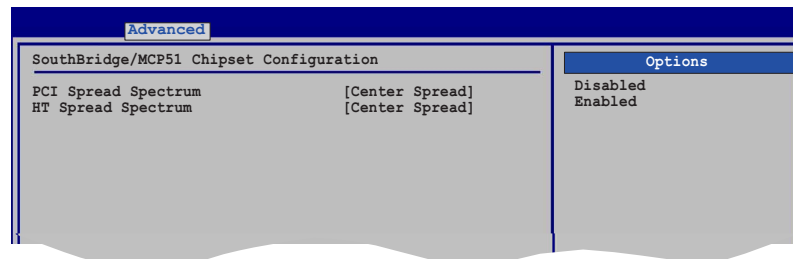 Advanced
SouthBridge/MCP51 Chipset Configuration
PCI Spread Spectrum [Center Spread]
HT Spread Spectrum [Center Spread]
Options
Disabled
Enabled